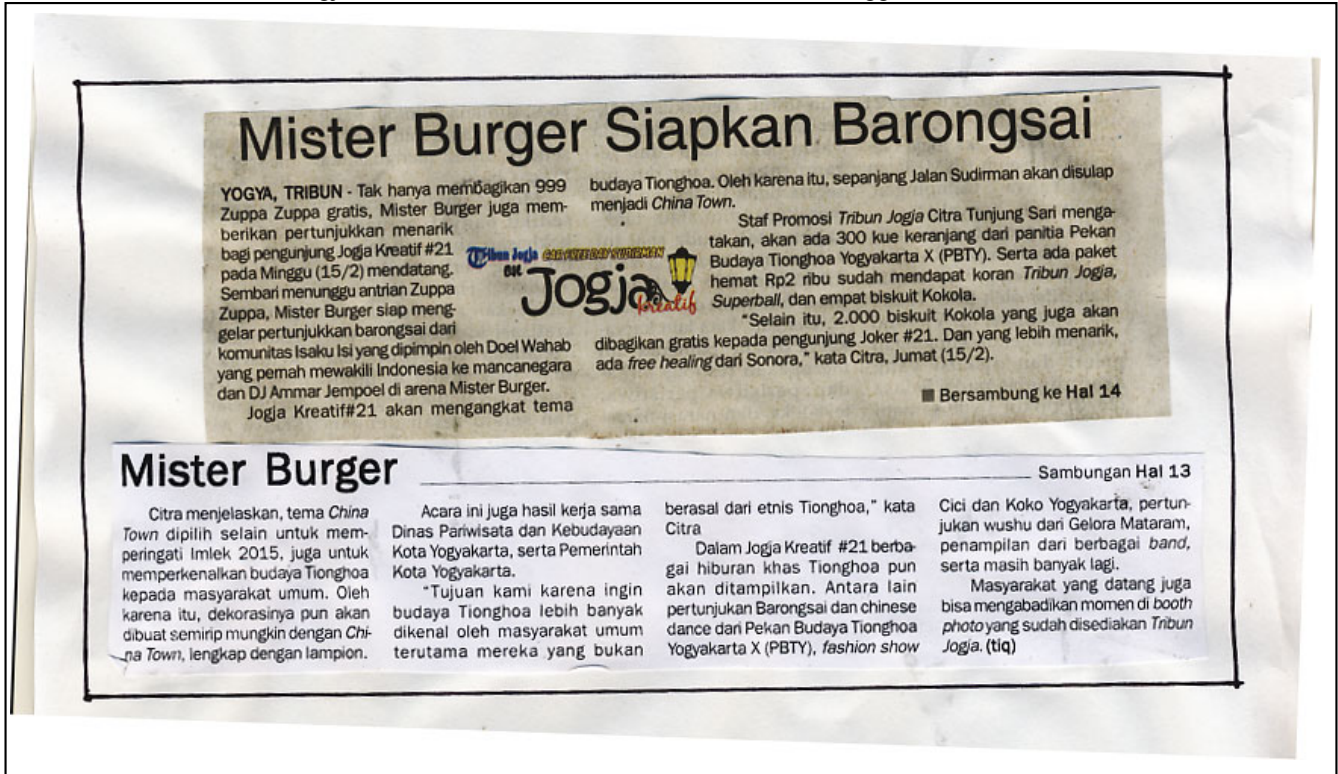 Mister Burger Siapkan Barongsai
YOGYA, TRIBUN - Tak hanya membagikan 999
Zuppa Zuppa gratis, Mister Burger juga mem-
berikan pertunjukkan menarik
bagi pengunjung Jogja Kreatif #21
pada Minggu (15/2) mendatang.
Sembari menunggu antrian Zuppa
Zuppa, Mister Burger siap meng-
gelar pertunjukkan barongsai dari
komunitas Isaku Isi yang dipimpin oleh Doel Wahab
yang pernah mewakili Indonesia ke mancanegara
dan DJ Ammar Jempoel di arena Mister Burger.
Jogja Kreatif#21 akan mengangkat tema
Tribun Jogja CAR FREE DAY SUDIRMAN
Jogja
kreatif
budaya Tionghoa. Oleh karena itu, sepanjang Jalan Sudirman akan disulap
menjadi China Town.
Staf Promosi Tribun Jogja Citra Tunjung Sari menga-
takan, akan ada 300 kue keranjang dari panitia Pekan
Budaya Tionghoa Yogyakarta X (PBTY). Serta ada paket
hemat Rp2 ribu sudah mendapat koran Tribun Jogja,
Superball, dan empat biskuit Kokola.
"Selain itu, 2.000 biskuit Kokola yang juga akan
dibagikan gratis kepada pengunjung Joker #21. Dan yang lebih menarik,
ada free healing dari Sonora," kata Citra, Jumat (15/2).
■ Bersambung ke Hal 14
Mister Burger
Sambungan Hal 13
Citra menjelaskan, tema China
Town dipilih selain untuk mem-
peringati Imlek 2015, juga untuk
memperkenalkan budaya Tionghoa
kepada masyarakat umum. Oleh
karena itu, dekorasinya pun akan
dibuat semirip mungkin dengan Chi-
na Town, lengkap dengan lampion.
Acara ini juga hasil kerja sama
Dinas Pariwisata dan Kebudayaan
Kota Yogyakarta, serta Pemerintah
Kota Yogyakarta.
"Tujuan kami karena ingin
budaya Tionghoa lebih banyak
dikenal oleh masyarakat umum
terutama mereka yang bukan
berasal dari etnis Tionghoa," kata
Citra
Dalam Jogja Kreatif #21 berba-
gai hiburan khas Tionghoa pun
akan ditampilkan. Antara lain
pertunjukan Barongsai dan chinese
dance dari Pekan Budaya Tionghoa
Yogyakarta X (PBTY), fashion show
Cici dan Koko Yogyakarta, pertun-
jukan wushu dari Gelora Mataram,
penampilan dari berbagai band,
serta masih banyak lagi.
Masyarakat yang datang juga
bisa mengabadikan momen di booth
photo yang sudah disediakan Tribun
Jogja. (tiq)